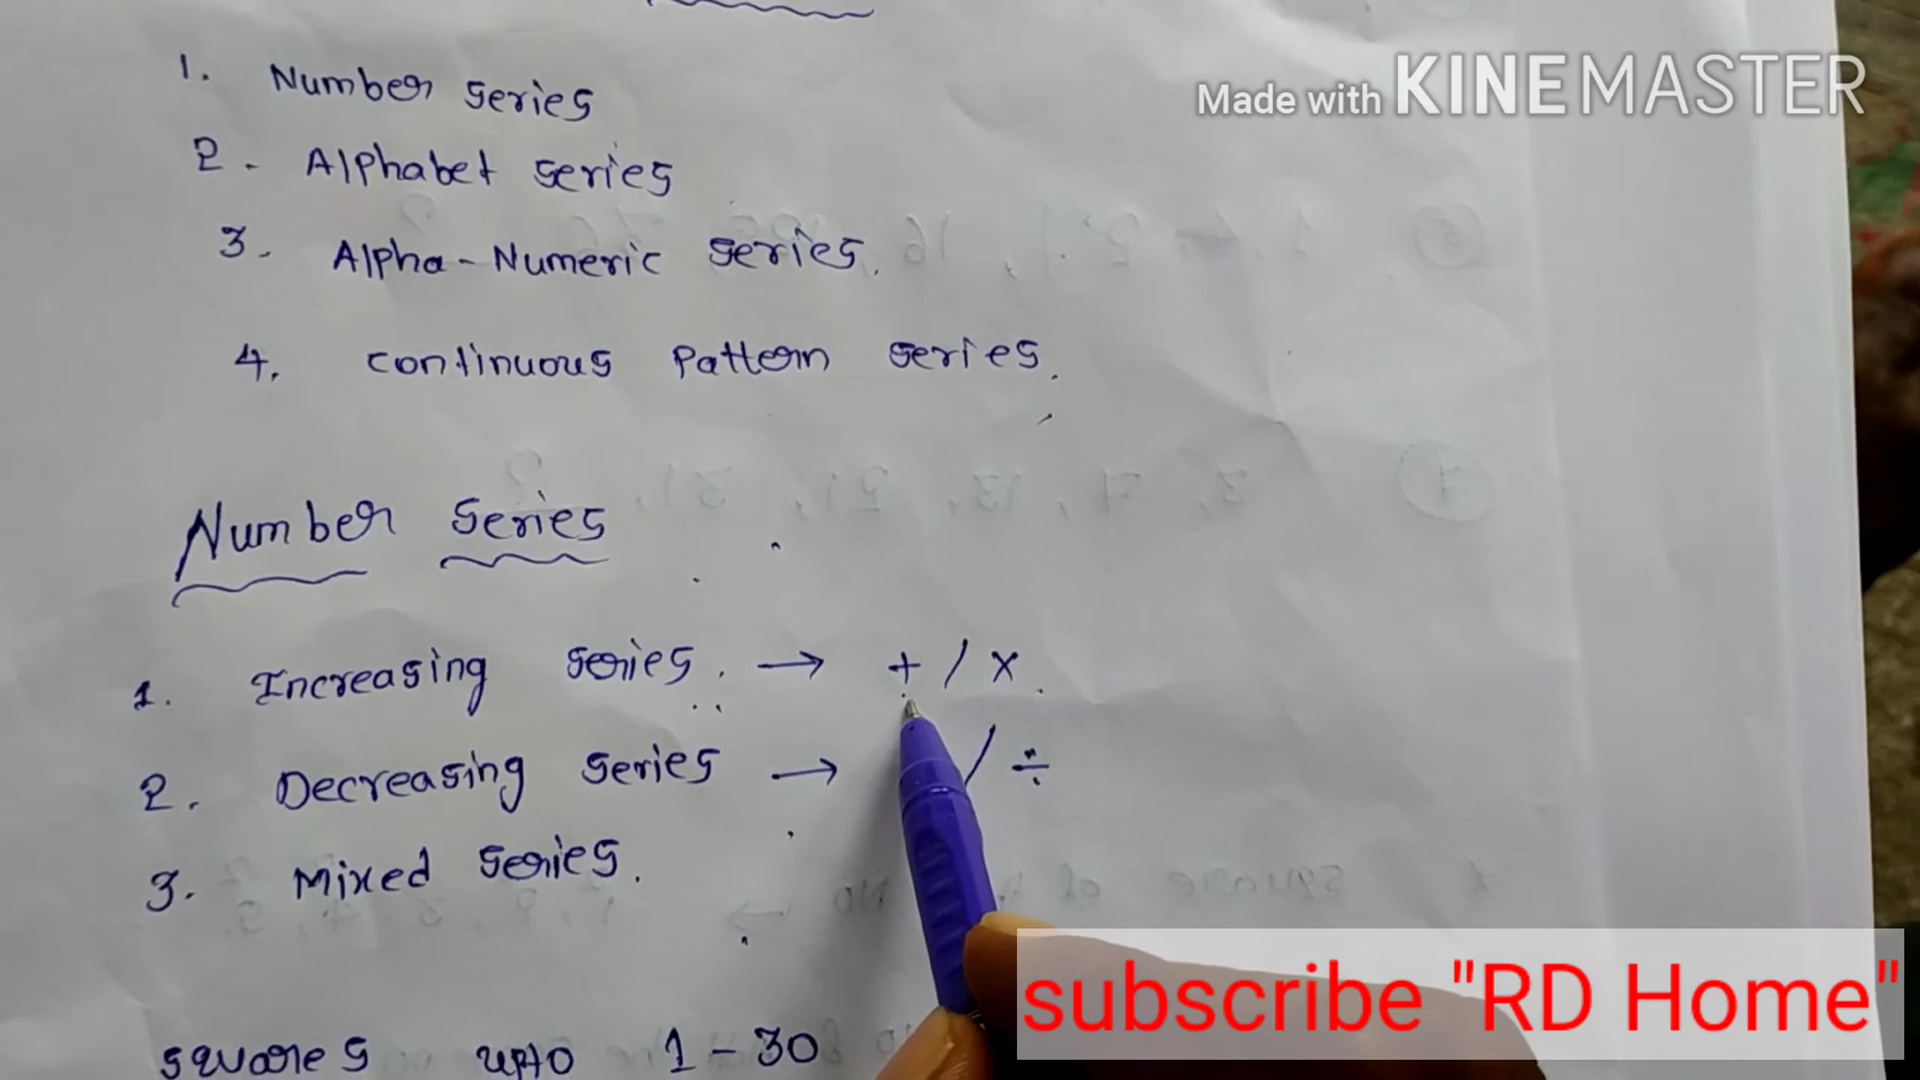 1. Number series
Made with KINEMASTER
2. Alphabet series
3. Alpha-Numeric series.
4. continuous pattern series.
Number series
1. Increasing series. → + / ×.
2. Decreasing series → / ÷
3. Mixed series.
squares upto 1 - 30
subscribe "RD Home"